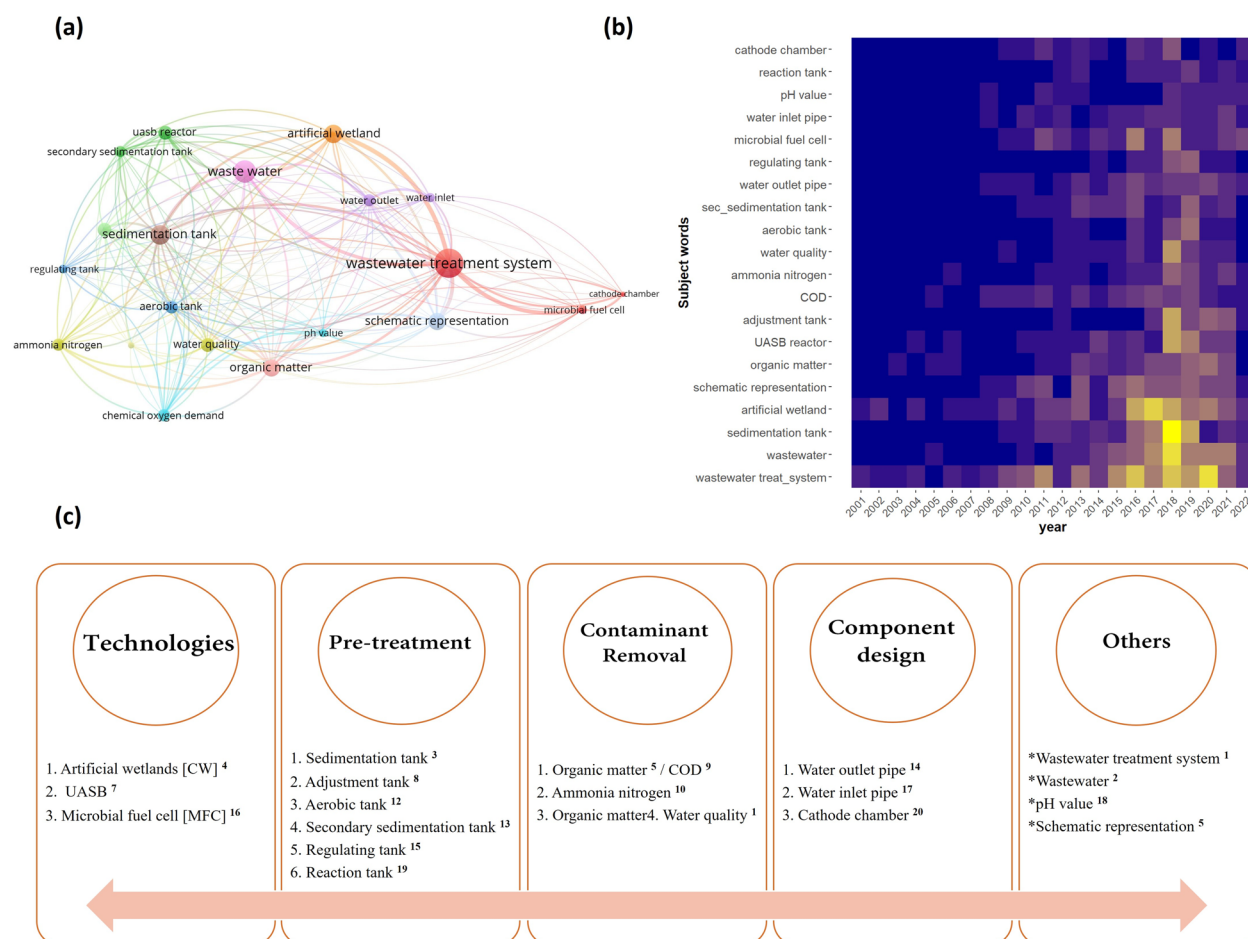 (a)
uasb reactor
secondary sedimentation tank
artificial wetland
waste water
water outlet
water inlet
sedimentation tank
regulating tank
wastewater treatment system
cathode chamber
microbial fuel cell
aerobic tank
schematic representation
ph value
ammonia nitrogen
water quality
organic matter
chemical oxygen demand
(b)
Subject words
cathode chamber
reaction tank
pH value
water inlet pipe
microbial fuel cell
regulating tank
water outlet pipe
sec_sedimentation tank
aerobic tank
water quality
ammonia nitrogen
COD
adjustment tank
UASB reactor
organic matter
schematic representation
artificial wetland
sedimentation tank
wastewater
wastewater treat_system
2001 2002 2003 2004 2005 2006 2007 2008 2009 2010 2011 2012 2013 2014 2015 2016 2017 2018 2019 2020 2021 2022
year
(c)
Technologies
1. Artificial wetlands [CW] 4
2. UASB 7
3. Microbial fuel cell [MFC] 16
Pre-treatment
1. Sedimentation tank 3
2. Adjustment tank 8
3. Aerobic tank 12
4. Secondary sedimentation tank 13
5. Regulating tank 15
6. Reaction tank 19
Contaminant
Removal
1. Organic matter 5 / COD 9
2. Ammonia nitrogen 10
3. Organic matter4. Water quality 1
Component
design
1. Water outlet pipe 14
2. Water inlet pipe 17
3. Cathode chamber 20
Others
*Wastewater treatment system 1
*Wastewater 2
*pH value 18
*Schematic representation 5